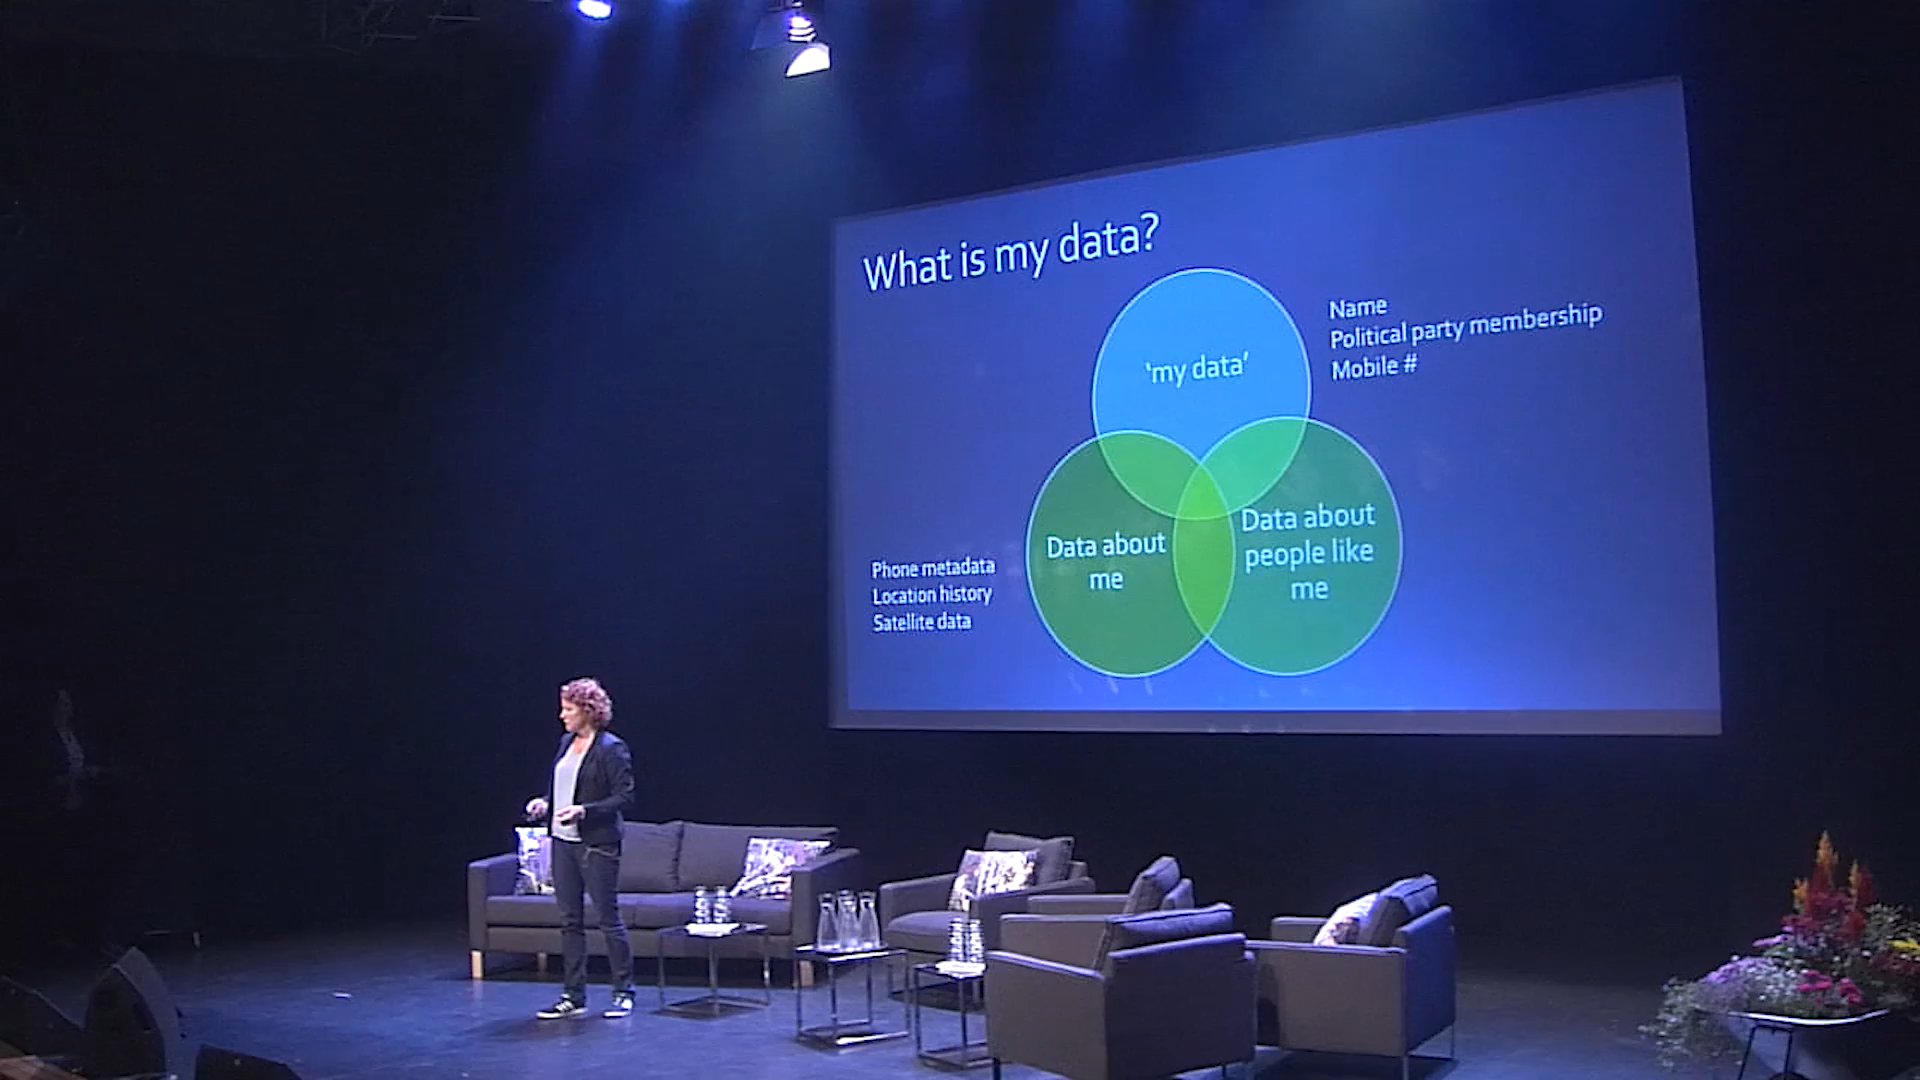 What is my data?
Name
Political party membership
Mobile #
‘my data’
Data about
me
Data about
people like
me
Phone metadata
Location history
Satellite data